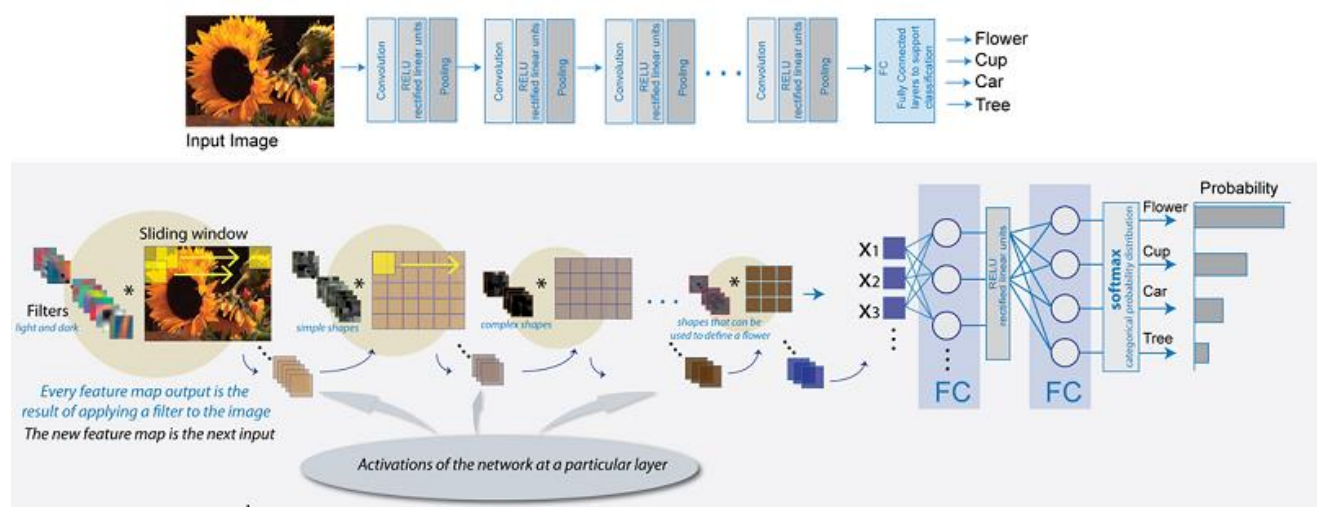 Input Image
Convolution
RELU
rectified linear units
Pooling
Convolution
RELU
rectified linear units
Pooling
Convolution
RELU
rectified linear units
Pooling
...
Convolution
RELU
rectified linear units
Pooling
FC
Fully Connected
layers to support
classification
Flower
Cup
Car
Tree
Filters
light and dark
*
Sliding window
simple shapes
*
complex shapes
*
...
shapes that can be
used to define a flower
*
X1
X2
X3
FC
RELU
rectified linear units
FC
softmax
categorical probability distribution
Probability
Flower
Cup
Car
Tree
Every feature map output is the
result of applying a filter to the image
The new feature map is the next input
Activations of the network at a particular layer